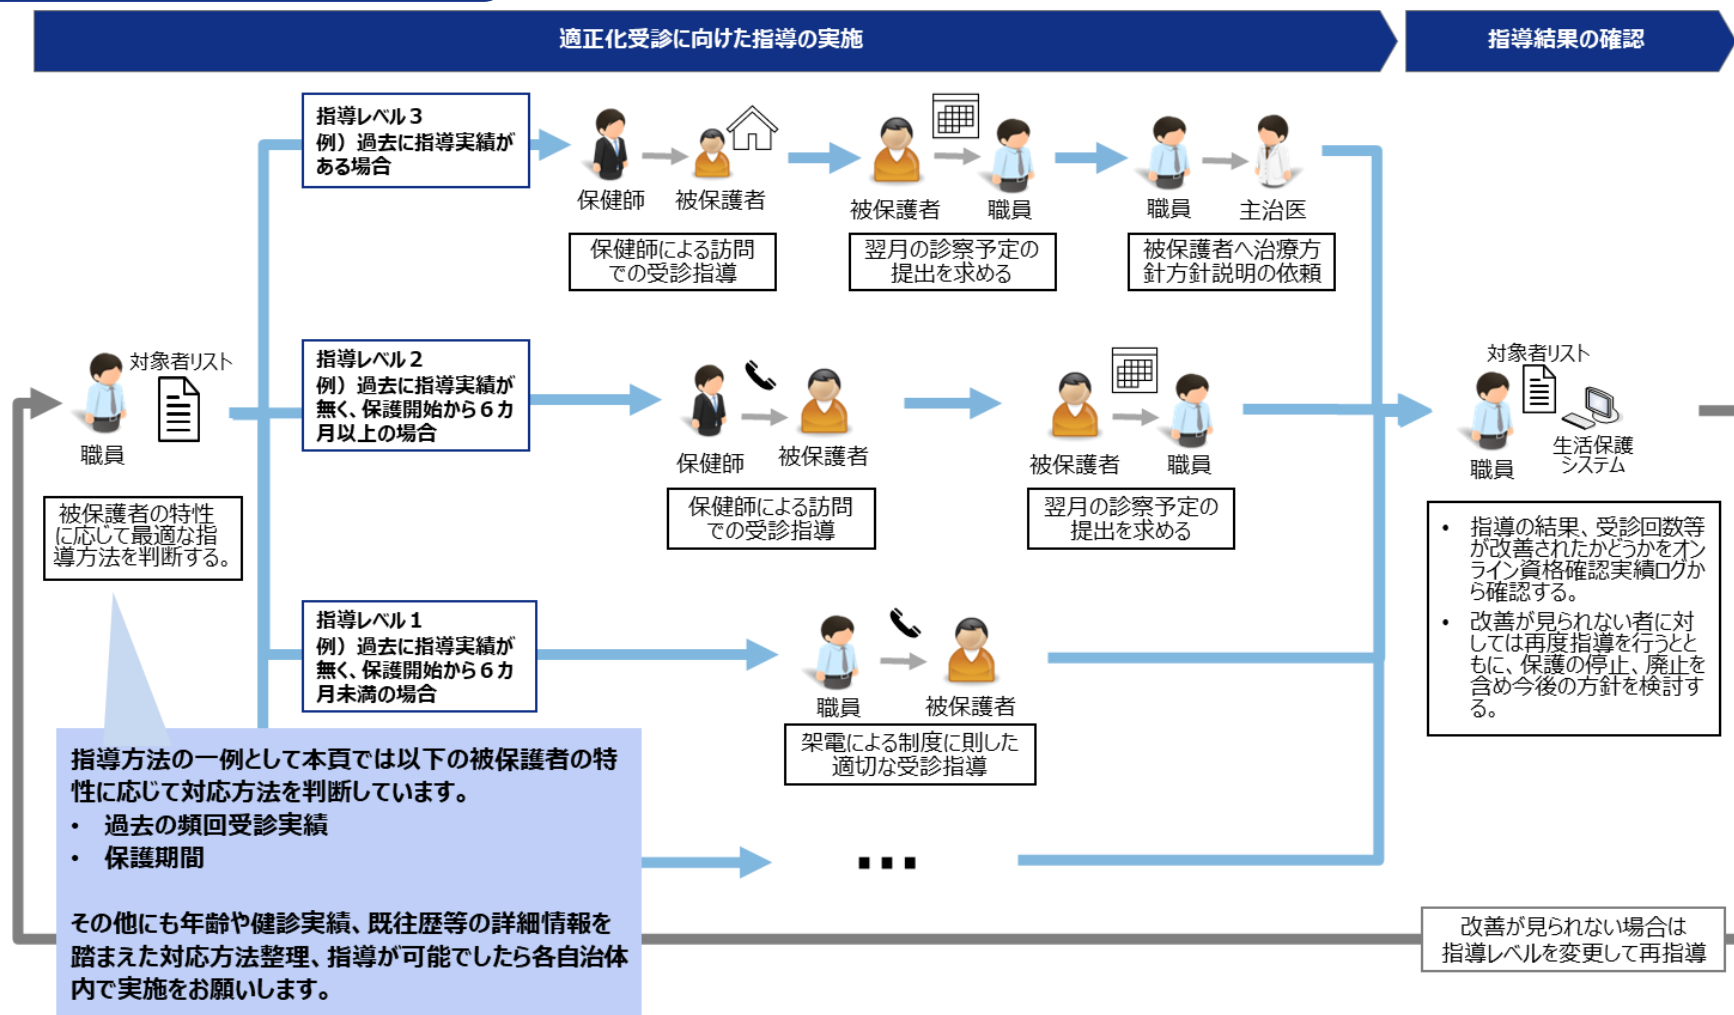 適正化受診に向けた指導の実施
指導結果の確認
指導レベル３
例）過去に指導実績が
ある場合
保健師
被保護者
保健師による訪問
での受診指導
被保護者
職員
翌月の診察予定の
提出を求める
職員
主治医
被保護者へ治療方
針方針説明の依頼
対象者リスト
職員
被保護者の特性
に応じて最適な指
導方法を判断する。
指導レベル２
例）過去に指導実績が
無く、保護開始から６カ
月以上の場合
保健師
被保護者
保健師による訪問
での受診指導
被保護者
職員
翌月の診察予定の
提出を求める
指導レベル１
例）過去に指導実績が
無く、保護開始から６カ
月未満の場合
職員
被保護者
架電による制度に則した
適切な受診指導
…
対象者リスト
職員
生活保護
システム
• 指導の結果、受診回数等
が改善されたかどうかをオン
ライン資格確認実績ログか
ら確認する。
• 改善が見られない者に対
しては再度指導を行うとと
もに、保護の停止、廃止を
含め今後の方針を検討す
る。
指導方法の一例として本頁では以下の被保護者の特
性に応じて対応方法を判断しています。
• 過去の頻回受診実績
• 保護期間
その他にも年齢や健診実績、既往歴等の詳細情報を
踏まえた対応方法整理、指導が可能でしたら各自治体
内で実施をお願いします。
改善が見られない場合は
指導レベルを変更して再指導